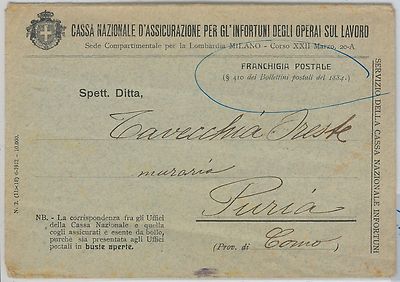 CASSA NAZIONALE D'ASSICURAZIONE PER GL'INFORTUNI DEGLI OPERAI SUL LAVORO
Sede Compartimentale per la Lombardia MILANO - Corso XXII Marzo, 20-A
FRANCHIGIA POSTALE
(§ 410 dei Bollettini postali del 1884.)
Spett. Ditta,
Tavecchia Oreste
muraria
Puria
(Prov. di Como)
NB. - La corrispondenza fra gli Uffici
della Cassa Nazionale e quella
cogli assicurati è esente da bollo,
purchè sia presentata agli Uffici
postali in buste aperte.
SERVIZIO DELLA CASSA NAZIONALE INFORTUNI